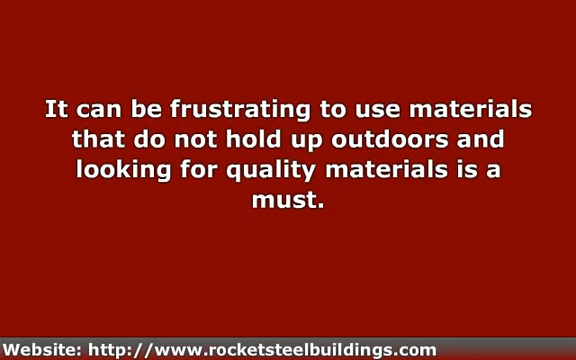 It can be frustrating to use materials
that do not hold up outdoors and
looking for quality materials is a
must.
Website: http://www.rocketsteelbuildings.com